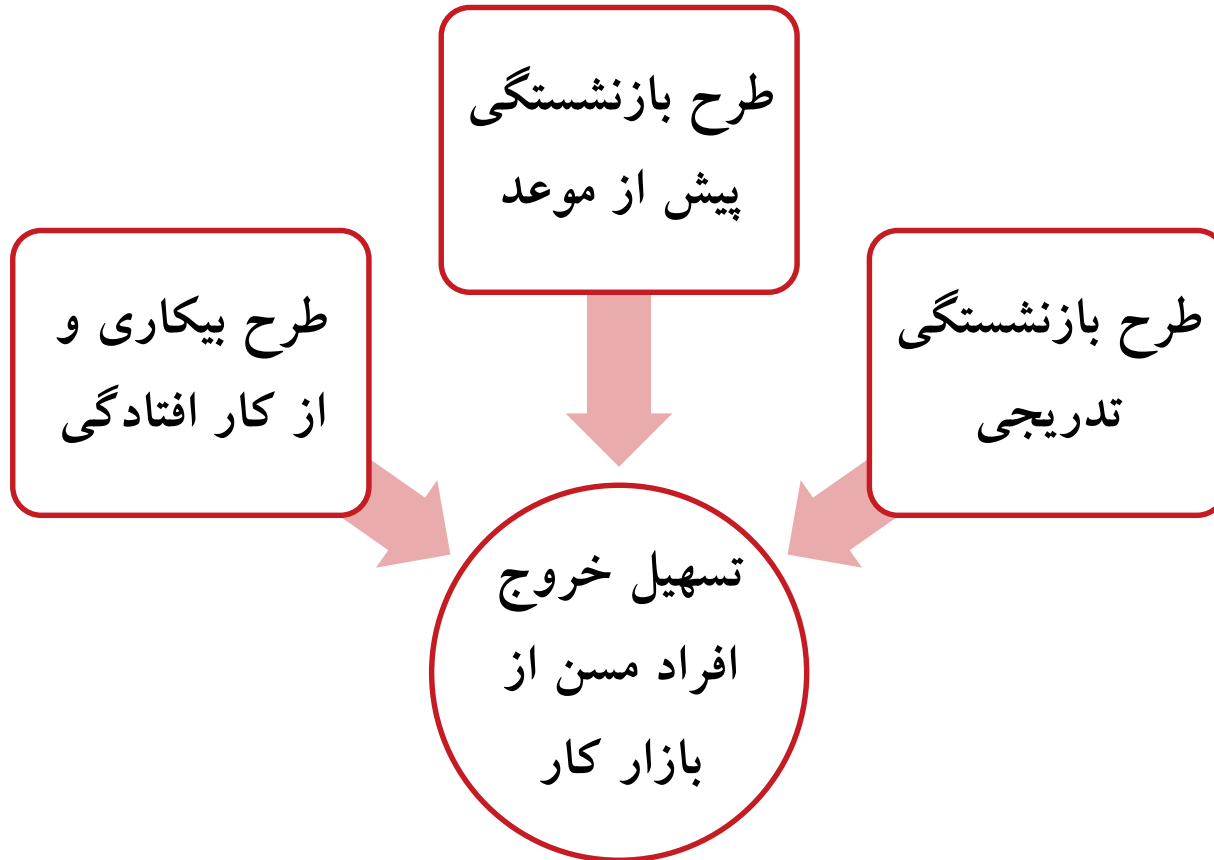 طرح بازنشستگی
پیش از موعد
طرح بازنشستگی
تدریجی
طرح بیکاری و
از کار افتادگی
تسهیل خروج
افراد مسن از
بازار کار